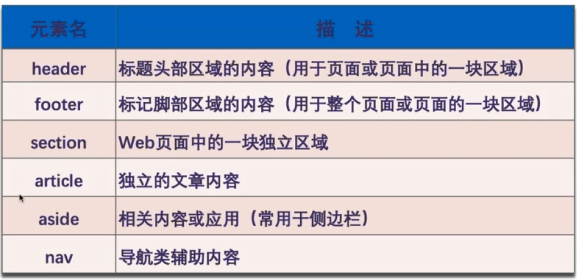 元素名 描 述
header 标题头部区域的内容（用于页面或页面中的一块区域）
footer 标记脚部区域的内容（用于整个页面或页面的一块区域）
section Web页面中的一块独立区域
article 独立的文章内容
aside 相关内容或应用（常用于侧边栏）
nav 导航类辅助内容